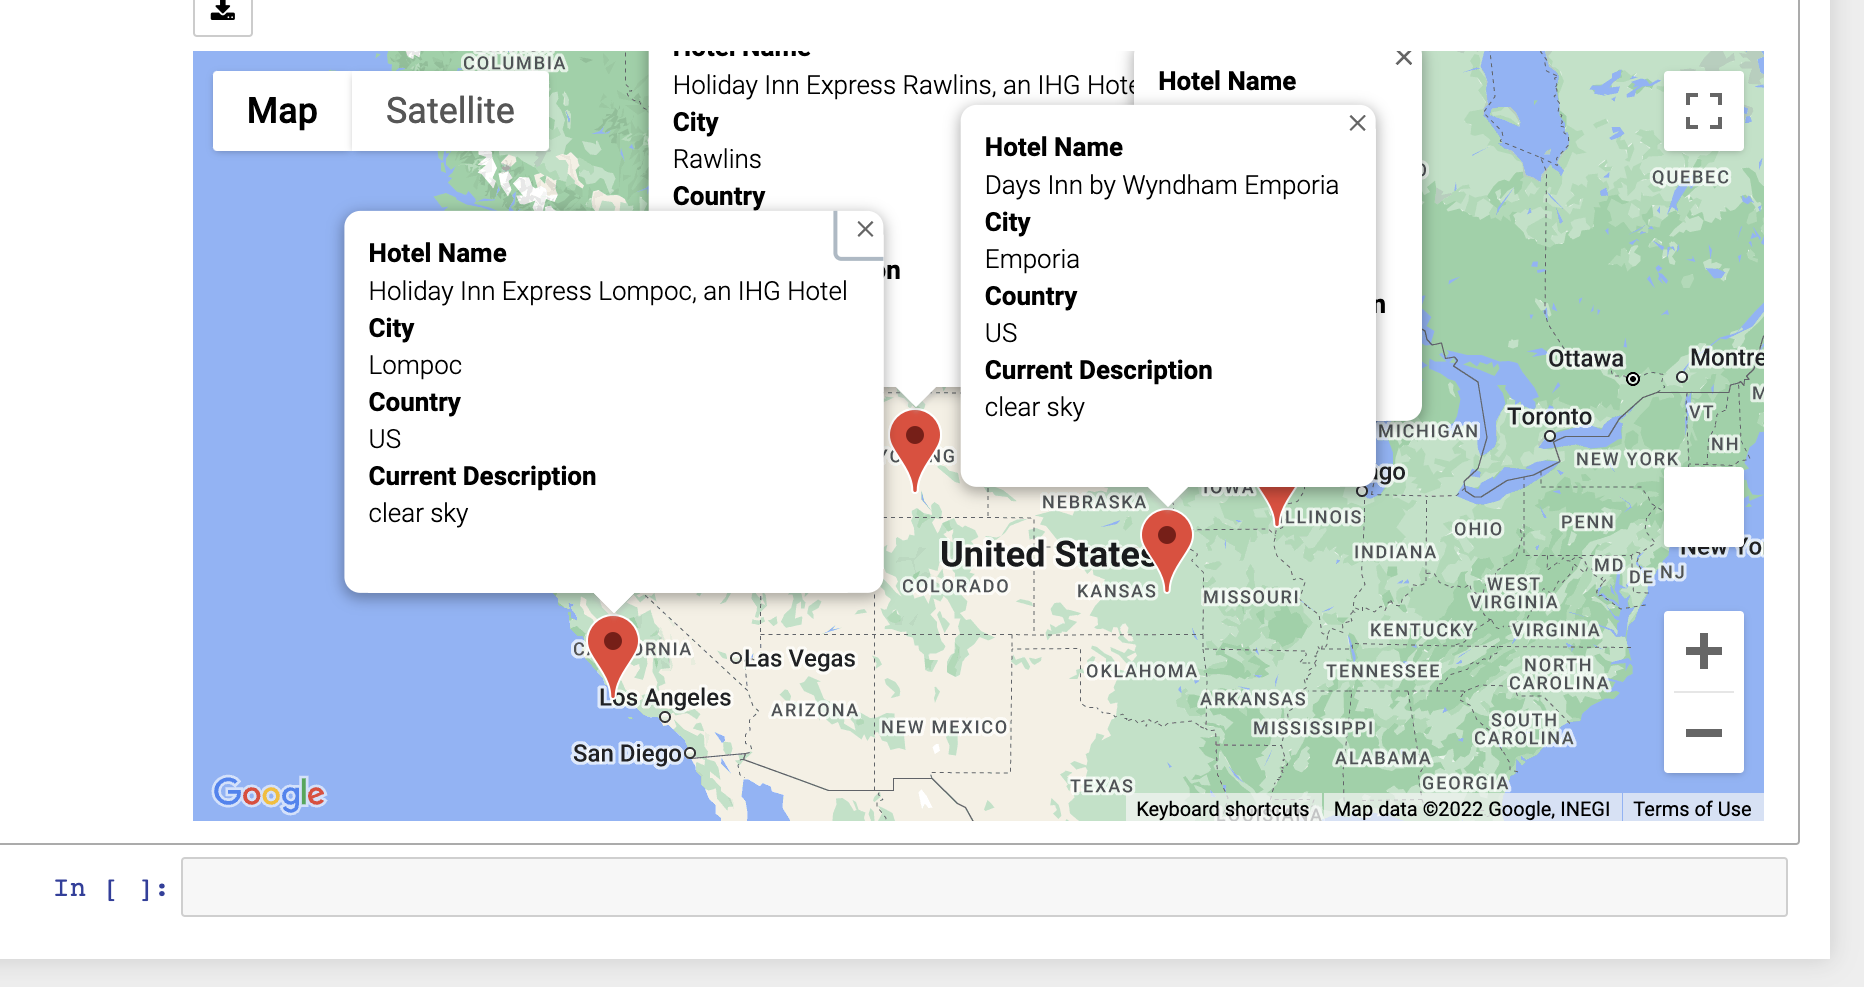 COLUMBIA
Map
Satellite
Hotel Name
Holiday Inn Express Rawlins, an IHG Hote
City
Rawlins
Country
n
Hotel Name
n
Hotel Name
Days Inn by Wyndham Emporia
City
Emporia
Country
US
Current Description
clear sky
Hotel Name
Holiday Inn Express Lompoc, an IHG Hotel
City
Lompoc
Country
US
Current Description
clear sky
QUEBEC
Ottawa
Montre
Toronto
VT
NH
MICHIGAN
NEW YORK
ago
NEBRASKA
IOWA
ILLINOIS
OHIO
PENN
New Yo
United States
INDIANA
MD
DE
NJ
COLORADO
KANSAS
MISSOURI
WEST
VIRGINIA
KENTUCKY
VIRGINIA
Las Vegas
OKLAHOMA
TENNESSEE
NORTH
CAROLINA
Los Angeles
ARIZONA
NEW MEXICO
ARKANSAS
MISSISSIPPI
SOUTH
CAROLINA
San Diego
ALABAMA
TEXAS
GEORGIA
Google
LOUISIANA
Keyboard shortcuts
Map data ©2022 Google, INEGI
Terms of Use
In [ ]: